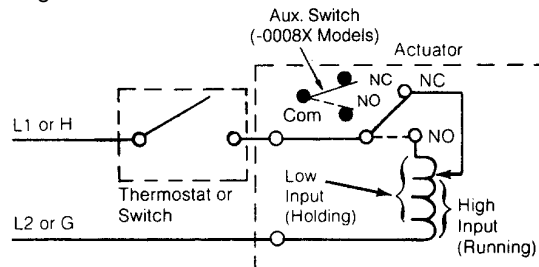 Aux. Switch
(-0008X Models)
Actuator
NC
NC
Com
NO
L1 or H
NO
Thermostat or
Switch
Low
Input
(Holding)
High
Input
(Running)
L2 or G